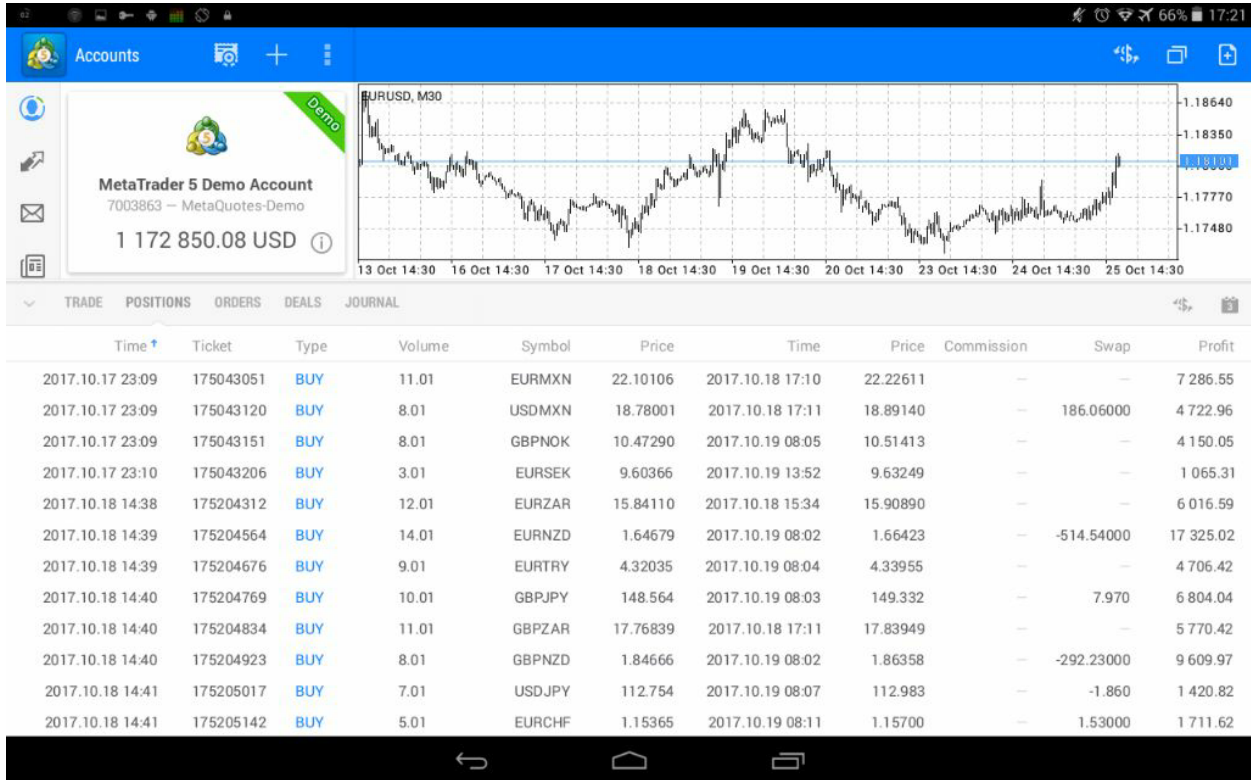 66% 17:21
Accounts
Demo
MetaTrader 5 Demo Account
7003863 — MetaQuotes-Demo
1 172 850.08 USD
EURUSD, M30
1.18640
1.18350
1.18101
1.17770
1.17480
13 Oct 14:30 16 Oct 14:30 17 Oct 14:30 18 Oct 14:30 19 Oct 14:30 20 Oct 14:30 23 Oct 14:30 24 Oct 14:30 25 Oct 14:30
TRADE POSITIONS ORDERS DEALS JOURNAL
Time Ticket Type Volume Symbol Price Time Price Commission Swap Profit
2017.10.17 23:09 175043051 BUY 11.01 EURMXN 22.10106 2017.10.18 17:10 22.22611 — — 7 286.55
2017.10.17 23:09 175043120 BUY 8.01 USDMXN 18.78001 2017.10.18 17:11 18.89140 — 186.06000 4 722.96
2017.10.17 23:09 175043151 BUY 8.01 GBPNOK 10.47290 2017.10.19 08:05 10.51413 — — 4 150.05
2017.10.17 23:10 175043206 BUY 3.01 EURSEK 9.60366 2017.10.19 13:52 9.63249 — — 1 065.31
2017.10.18 14:38 175204312 BUY 12.01 EURZAR 15.84110 2017.10.18 15:34 15.90890 — — 6 016.59
2017.10.18 14:39 175204564 BUY 14.01 EURNZD 1.64679 2017.10.19 08:02 1.66423 — -514.54000 17 325.02
2017.10.18 14:39 175204676 BUY 9.01 EURTRY 4.32035 2017.10.19 08:04 4.33955 — — 4 706.42
2017.10.18 14:40 175204769 BUY 10.01 GBPJPY 148.564 2017.10.19 08:03 149.332 — 7.970 6 804.04
2017.10.18 14:40 175204834 BUY 11.01 GBPZAR 17.76839 2017.10.18 17:11 17.83949 — — 5 770.42
2017.10.18 14:40 175204923 BUY 8.01 GBPNZD 1.84666 2017.10.19 08:02 1.86358 — -292.23000 9 609.97
2017.10.18 14:41 175205017 BUY 7.01 USDJPY 112.754 2017.10.19 08:07 112.983 — -1.860 1 420.82
2017.10.18 14:41 175205142 BUY 5.01 EURCHF 1.15365 2017.10.19 08:11 1.15700 — 1.53000 1 711.62